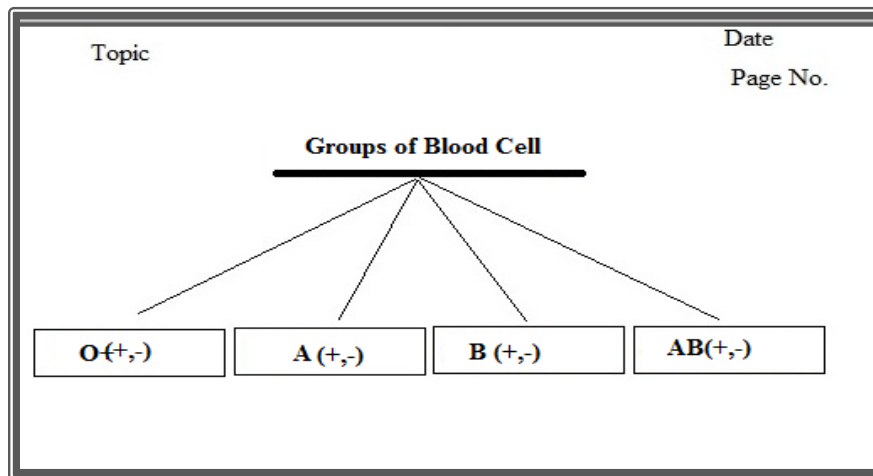 Topic
Date
Page No.
Groups of Blood Cell
O-(+,-)
A (+,-)
B (+,-)
AB(+,-)